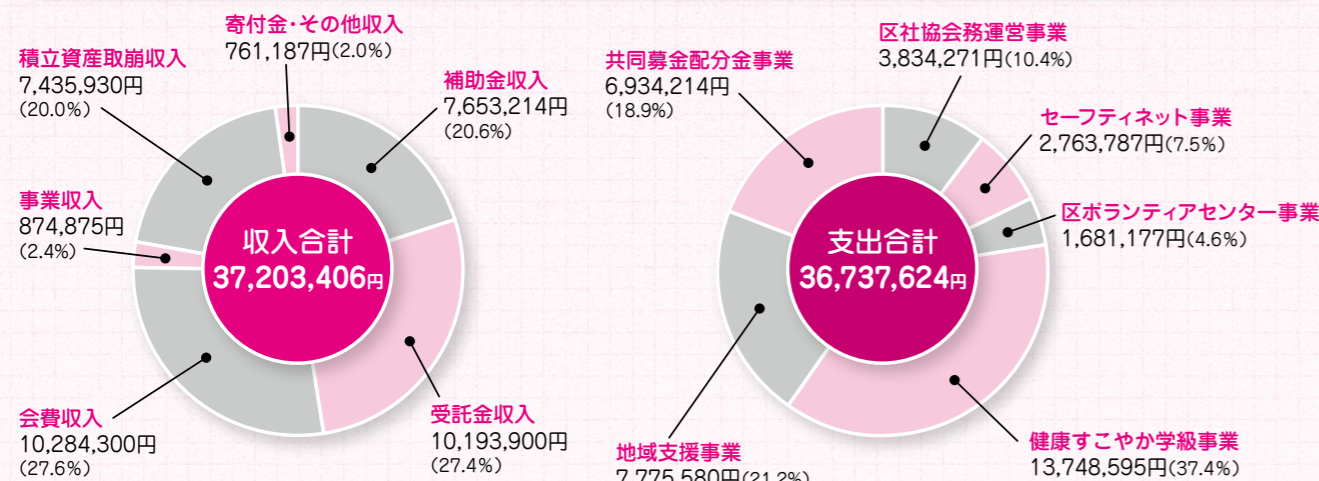 寄付金・その他収入
761,187円(2.0%)
積立資産取崩収入
7,435,930円
(20.0%)
補助金収入
7,653,214円
(20.6%)
事業収入
874,875円
(2.4%)
収入合計
37,203,406円
会費収入
10,284,300円
(27.6%)
受託金収入
10,193,900円
(27.4%)
区社協会務運営事業
3,834,271円(10.4%)
共同募金配分金事業
6,934,214円
(18.9%)
セーフティネット事業
2,763,787円(7.5%)
区ボランティアセンター事業
1,681,177円(4.6%)
支出合計
36,737,624円
地域支援事業
7,775,580円(21.2%)
健康すこやか学級事業
13,748,595円(37.4%)